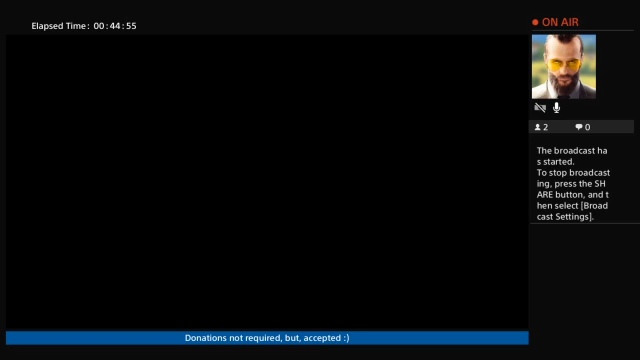 Elapsed Time: 00:44:55
ON AIR
2 0
The broadcast ha
s started.
To stop broadcast
ing, press the SH
ARE button, and t
hen select [Broad
cast Settings].
Donations not required, but, accepted :)